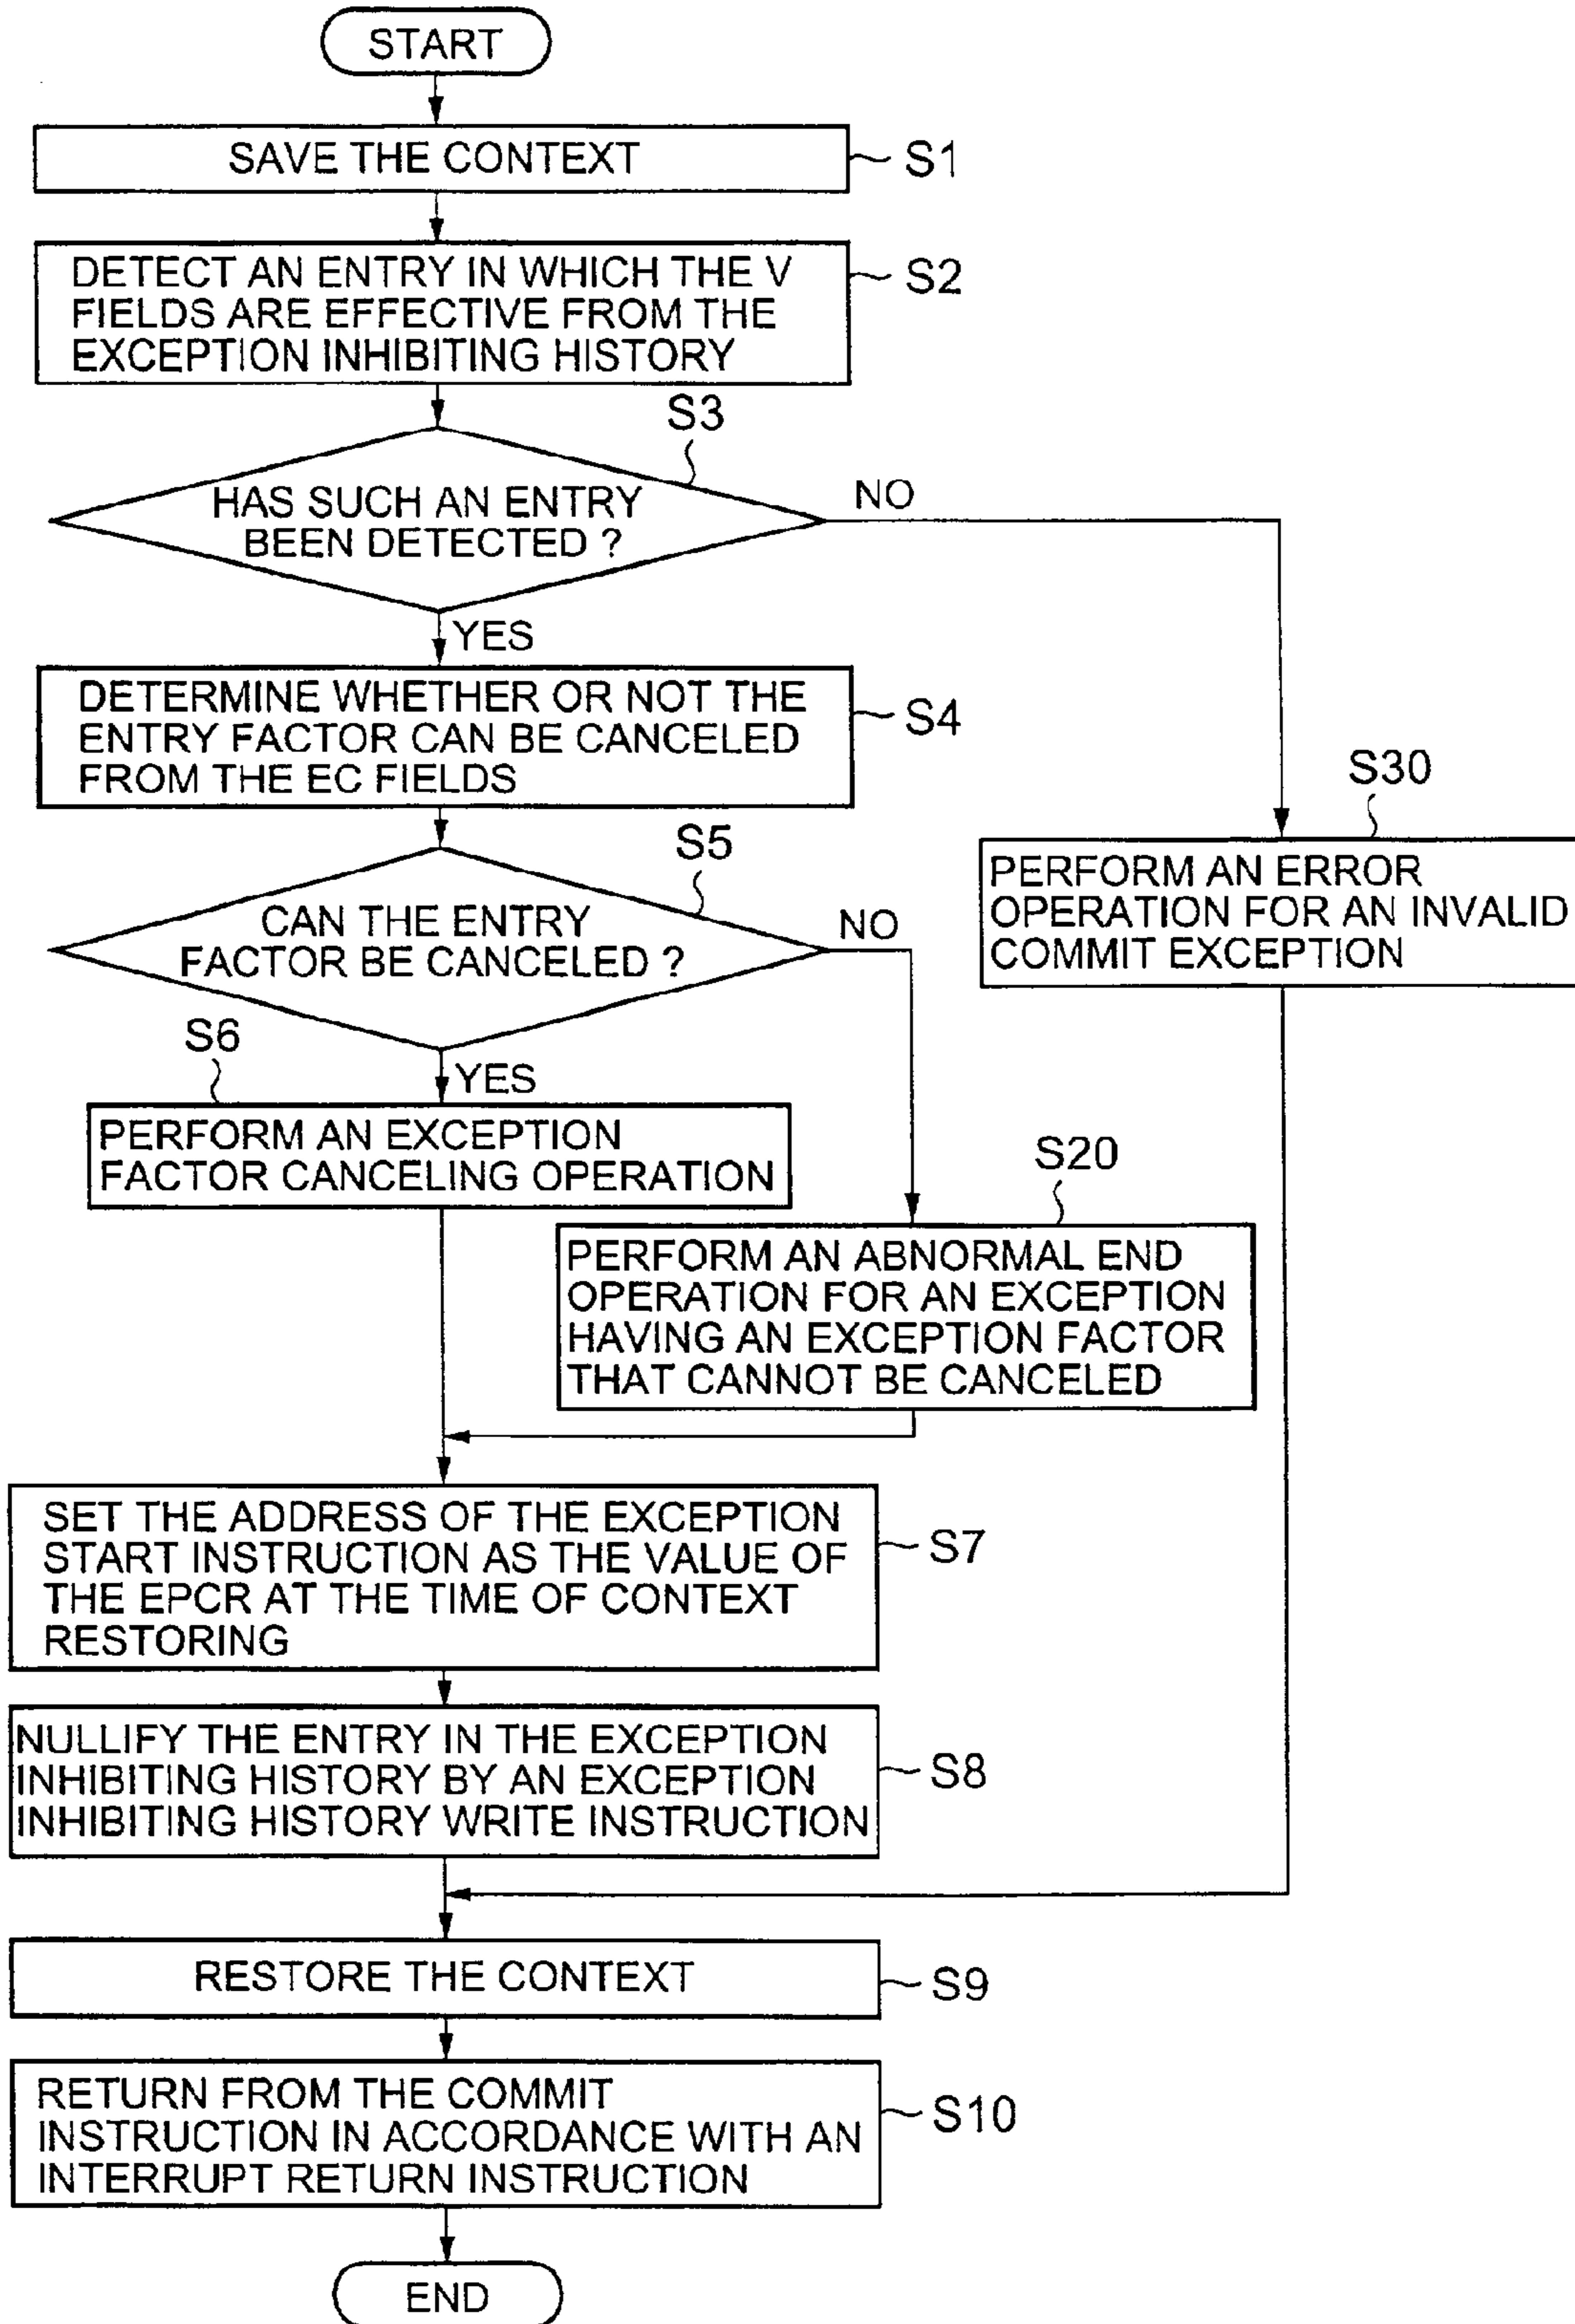 START
SAVE THE CONTEXT
S1
DETECT AN ENTRY IN WHICH THE V
FIELDS ARE EFFECTIVE FROM THE
EXCEPTION INHIBITING HISTORY
S2
S3
HAS SUCH AN ENTRY
BEEN DETECTED ?
NO
YES
DETERMINE WHETHER OR NOT THE
ENTRY FACTOR CAN BE CANCELED
FROM THE EC FIELDS
S4
S30
PERFORM AN ERROR
OPERATION FOR AN INVALID
COMMIT EXCEPTION
S5
CAN THE ENTRY
FACTOR BE CANCELED ?
NO
YES
S6
PERFORM AN EXCEPTION
FACTOR CANCELING OPERATION
S20
PERFORM AN ABNORMAL END
OPERATION FOR AN EXCEPTION
HAVING AN EXCEPTION FACTOR
THAT CANNOT BE CANCELED
SET THE ADDRESS OF THE EXCEPTION
START INSTRUCTION AS THE VALUE OF
THE EPCR AT THE TIME OF CONTEXT
RESTORING
S7
NULLIFY THE ENTRY IN THE EXCEPTION
INHIBITING HISTORY BY AN EXCEPTION
INHIBITING HISTORY WRITE INSTRUCTION
S8
RESTORE THE CONTEXT
S9
RETURN FROM THE COMMIT
INSTRUCTION IN ACCORDANCE WITH AN
INTERRUPT RETURN INSTRUCTION
S10
END